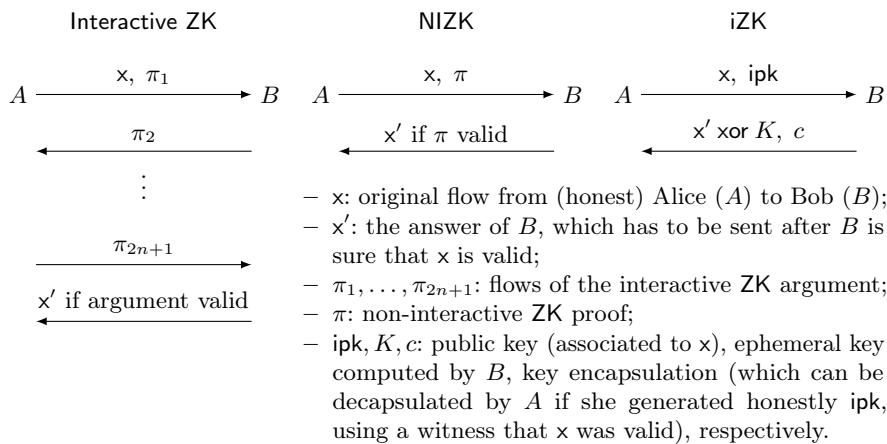 Interactive ZK
A x, π₁ B
π₂
⋮
π₂ₙ₊₁
x′ if argument valid
NIZK
A x, π B
x′ if π valid
iZK
A x, ipk B
x′ xor K, c
– x: original flow from (honest) Alice (A) to Bob (B);
– x′: the answer of B, which has to be sent after B is
sure that x is valid;
– π₁, . . . , π₂ₙ₊₁: flows of the interactive ZK argument;
– π: non-interactive ZK proof;
– ipk, K, c: public key (associated to x), ephemeral key
computed by B, key encapsulation (which can be
decapsulated by A if she generated honestly ipk,
using a witness that x was valid), respectively.